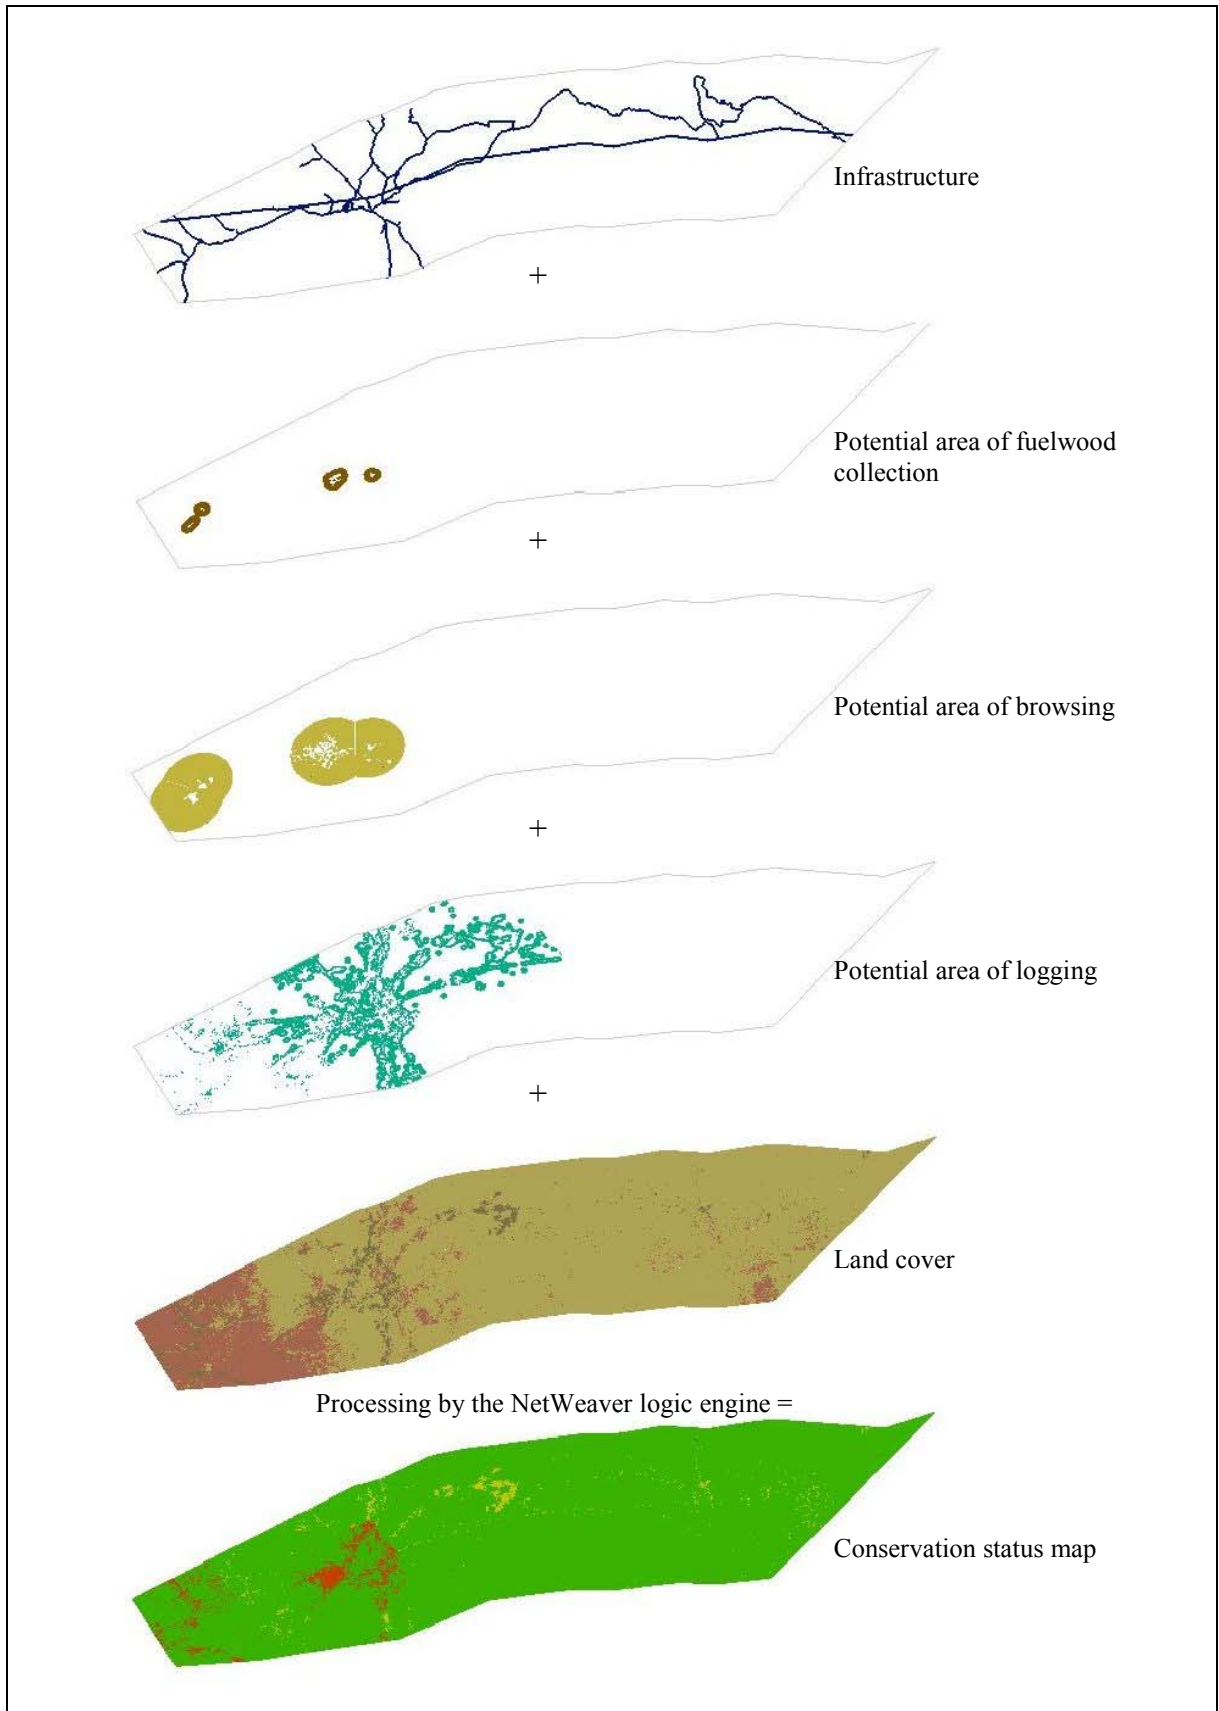 Infrastructure
+
Potential area of fuelwood
collection
+
Potential area of browsing
+
Potential area of logging
+
Land cover
Processing by the NetWeaver logic engine =
Conservation status map